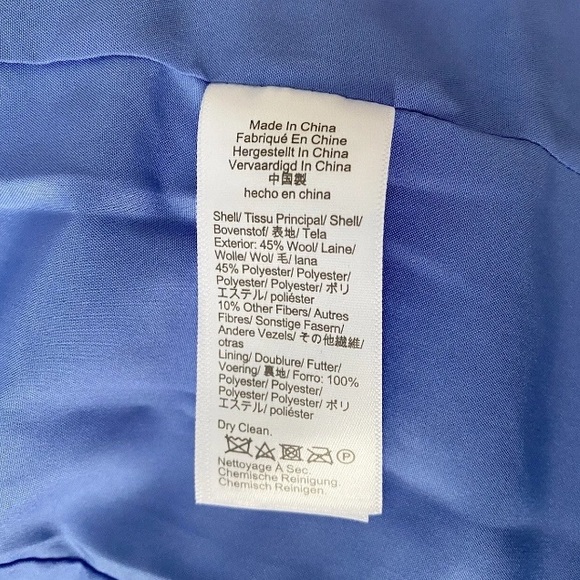 Made In China
Fabriqué En Chine
Hergestellt In China
Vervaardigd In China
中国製
hecho en china
Shell/ Tissu Principal/ Shell/
Bovenstof/ 表地/ Tela
Exterior: 45% Wool/ Laine/
Wolle/ Wol/ 毛/ lana
45% Polyester/ Polyester/
Polyester/ Polyester/ ポリ
エステル/ poliéster
10% Other Fibers/ Autres
Fibres/ Sonstige Fasern/
Andere Vezels/ その他繊維/
otras
Lining/ Doublure/ Futter/
Voering/ 裏地/ Forro: 100%
Polyester/ Polyester/
Polyester/ Polyester/ ポリ
エステル/ poliéster
Dry Clean.
P
Nettoyage À Sec.
Chemische Reinigung.
Chemisch Reinigen.